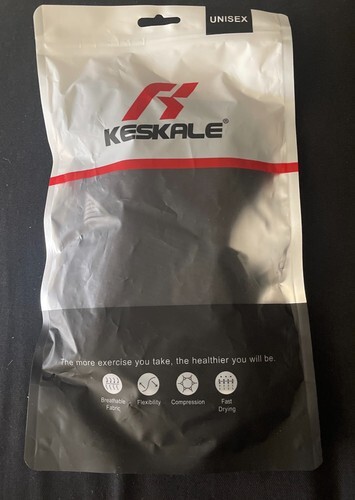 UNISEX
KESKALE®
The more exercise you take, the healthier you will be.
Breathable
Fabric
Flexibility
Compression
Fast
Drying